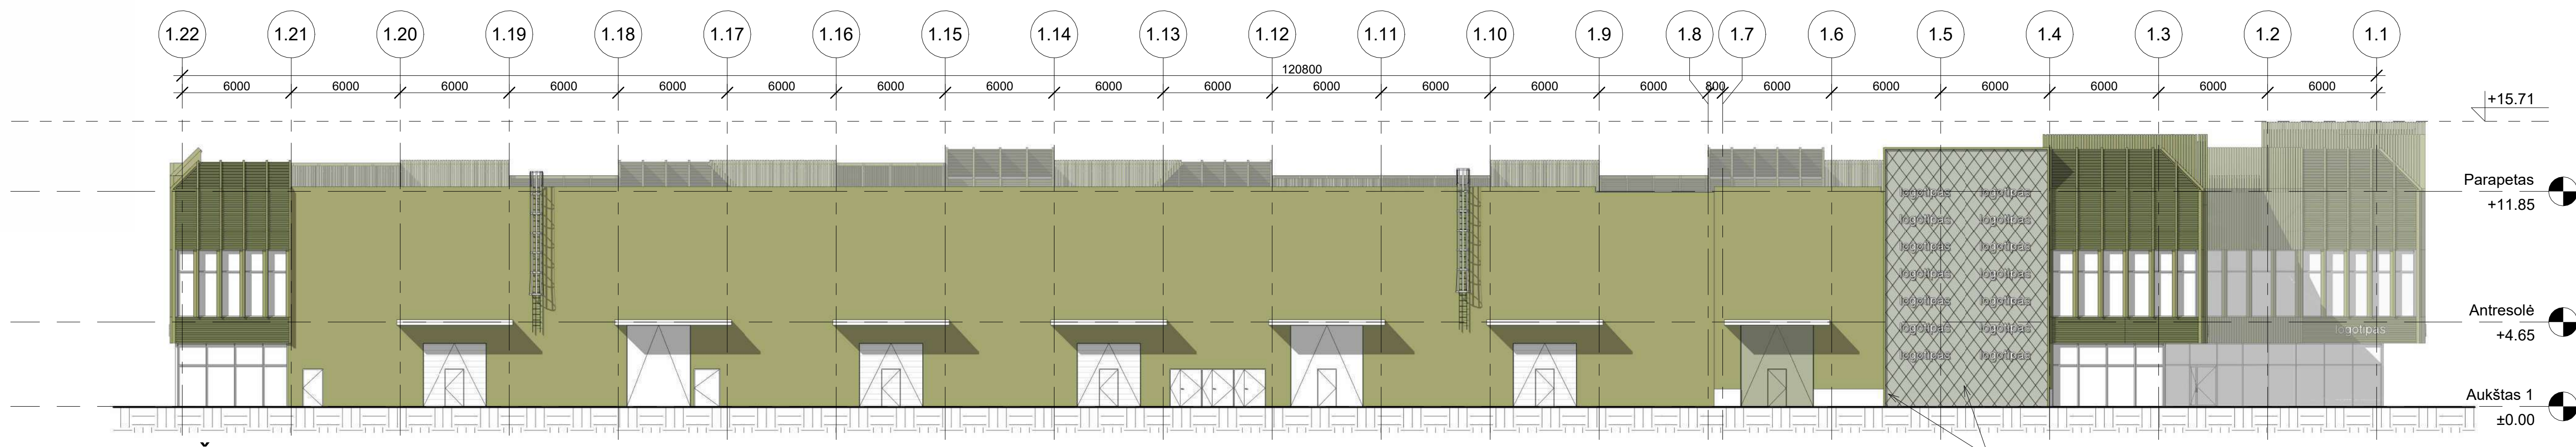 1.22 1.21 1.20 1.19 1.18 1.17 1.16 1.15 1.14 1.13 1.12 1.11 1.10 1.9 1.8 1.7 1.6 1.5 1.4 1.3 1.2 1.1
120800
6000 6000 6000 6000 6000 6000 6000 6000 6000 6000 6000 6000 6000 6000 800 6000 6000 6000 6000 6000 6000
+15.71
Parapetas
+11.85
logotipas logotipas
logotipas logotipas
logotipas logotipas
logotipas logotipas
logotipas logotipas
logotipas logotipas
logotipas logotipas
logotipas
Antresolė
+4.65
Aukštas 1
±0.00